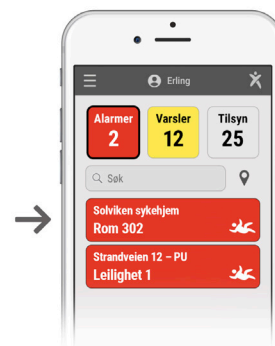 Erling
Alarmer
2
Varsler
12
Tilsyn
25
Søk
Solviken sykehjem
Rom 302
Strandveien 12 – PU
Leilighet 1